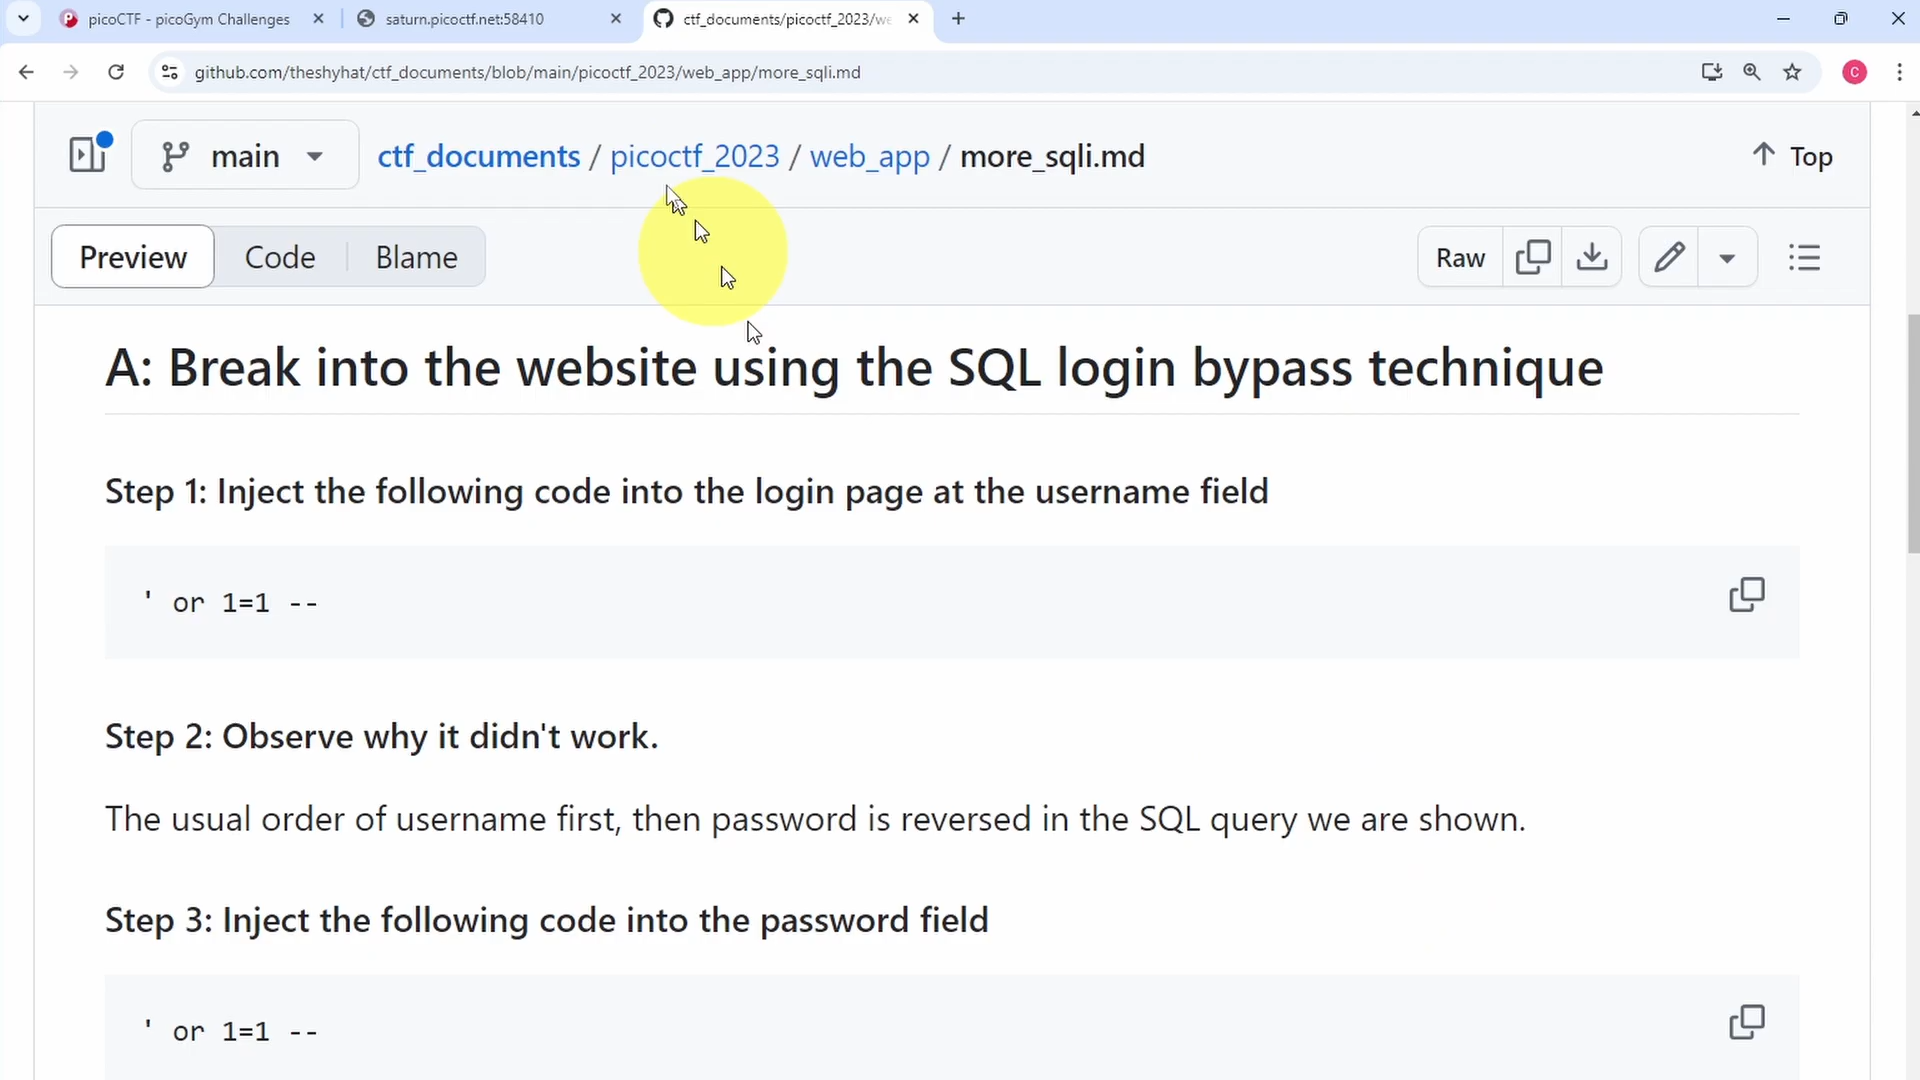 picoCTF - picoGym Challenges
saturn.picoctf.net:58410
ctf_documents/picoctf_2023/we
github.com/theshyhat/ctf_documents/blob/main/picoctf_2023/web_app/more_sqli.md
C
main
ctf_documents / picoctf_2023 / web_app / more_sqli.md
Top
Preview
Code
Blame
Raw
A: Break into the website using the SQL login bypass technique
Step 1: Inject the following code into the login page at the username field
' or 1=1 --
Step 2: Observe why it didn't work.
The usual order of username first, then password is reversed in the SQL query we are shown.
Step 3: Inject the following code into the password field
' or 1=1 --